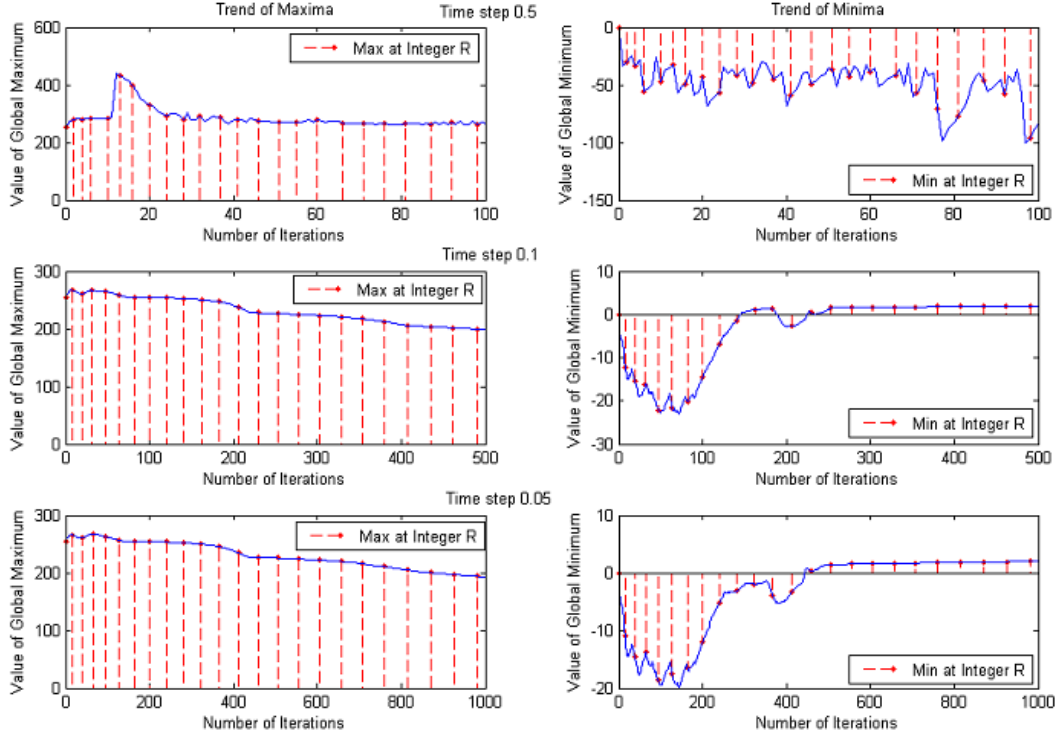 Trend of Maxima
Time step 0.5
Trend of Minima
600
400
200
0
Value of Global Maximum
Max at Integer R
0 20 40 60 80 100
Number of Iterations
0
-50
-100
-150
Value of Global Minimum
Min at Integer R
0 20 40 60 80 100
Number of Iterations
Time step 0.1
300
200
100
0
Value of Global Maximum
Max at Integer R
0 100 200 300 400 500
Number of Iterations
10
0
-10
-20
-30
Value of Global Minimum
Min at Integer R
0 100 200 300 400 500
Number of Iterations
Time step 0.05
300
200
100
0
Value of Global Maximum
Max at Integer R
0 200 400 600 800 1000
Number of Iterations
10
0
-10
-20
Value of Global Minimum
Min at Integer R
0 200 400 600 800 1000
Number of Iterations